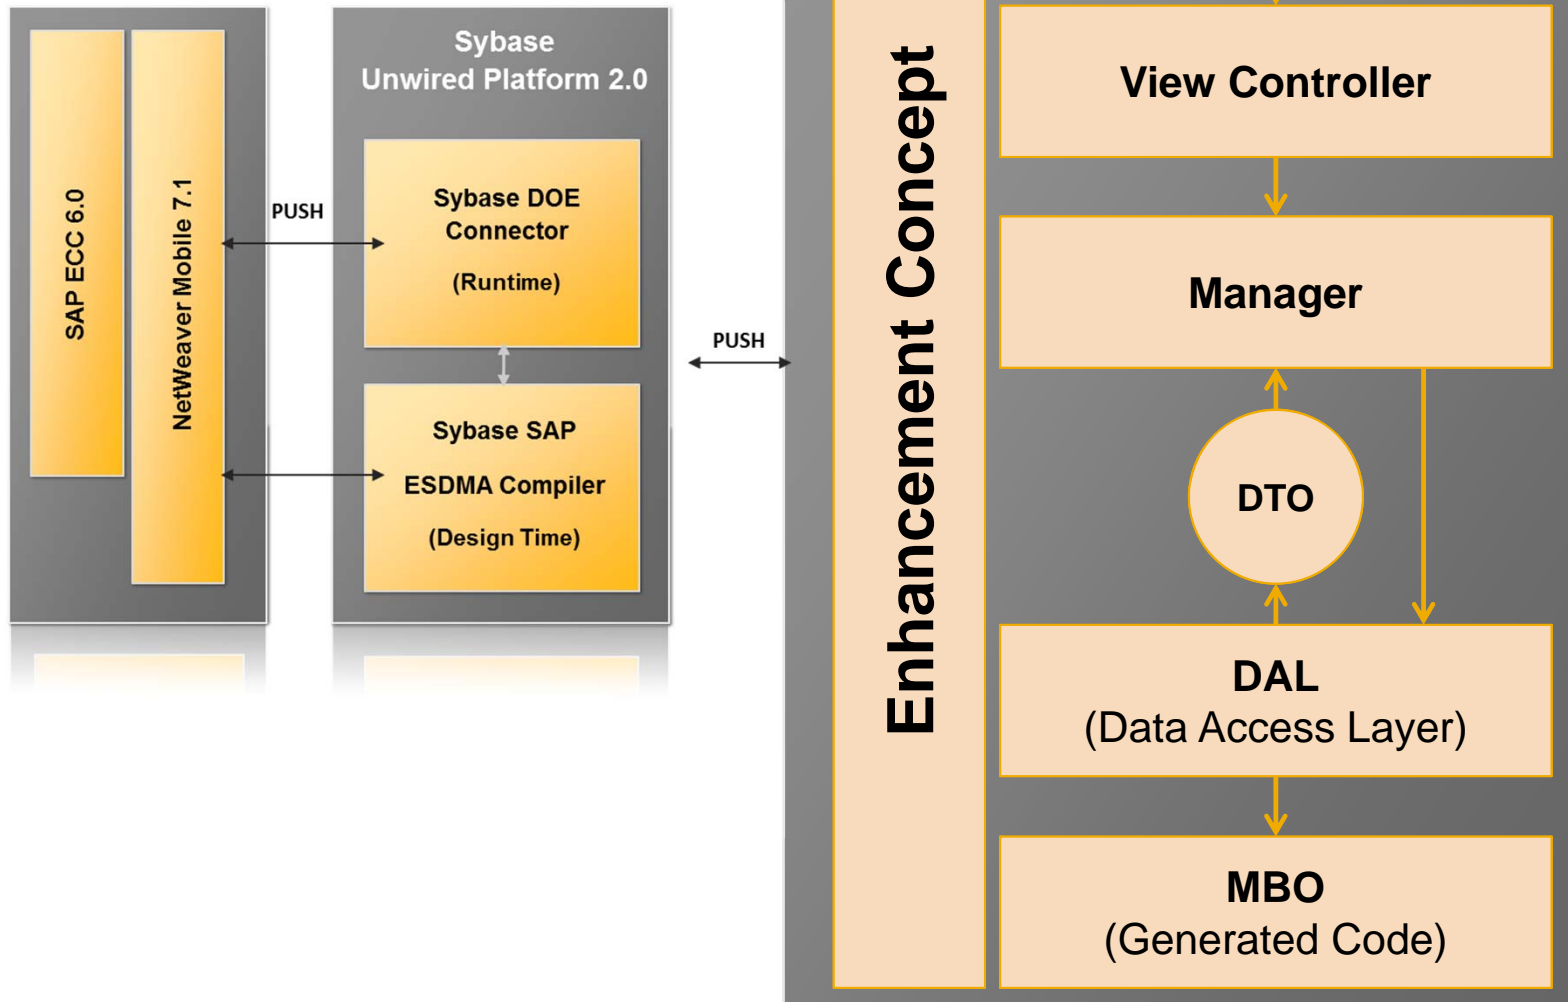 SAP ECC 6.0
NetWeaver Mobile 7.1
PUSH
Sybase
Unwired Platform 2.0
Sybase DOE
Connector
(Runtime)
Sybase SAP
ESDMA Compiler
(Design Time)
PUSH
Enhancement Concept
View Controller
Manager
DTO
DAL
(Data Access Layer)
MBO
(Generated Code)